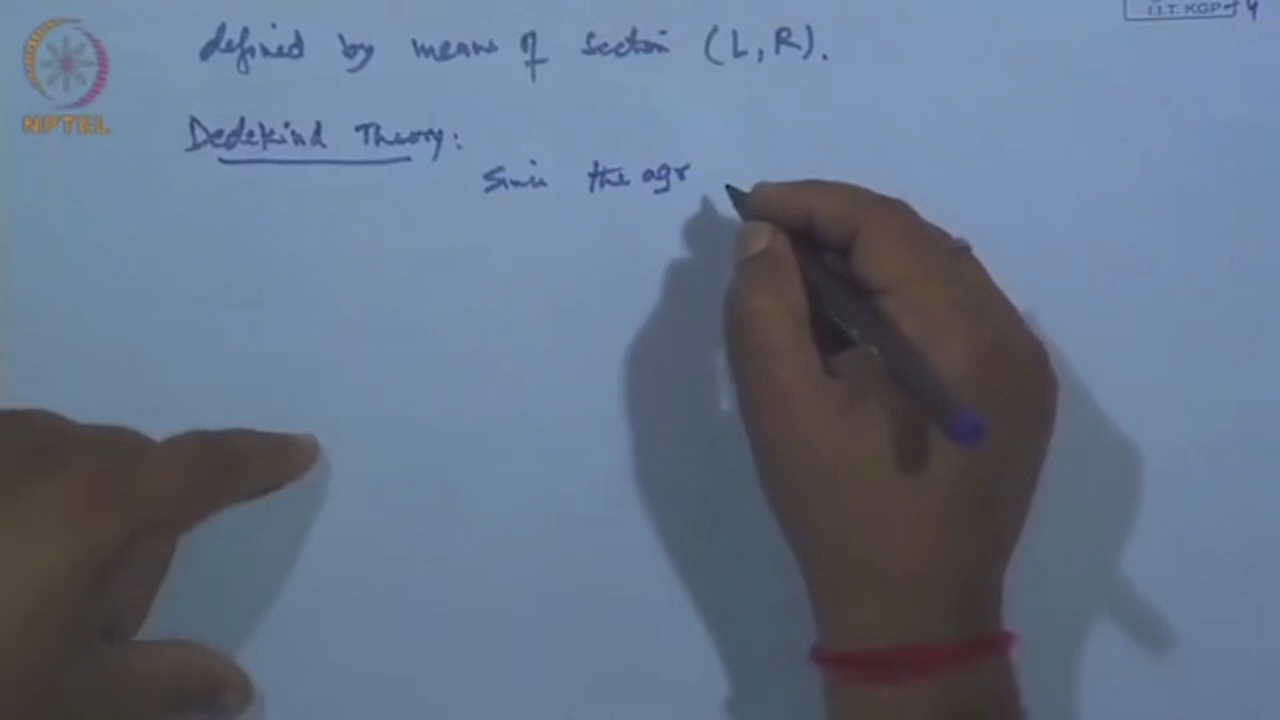 I.I.T. KGP
defined by means of section (L, R).
NPTEL
Dedekind Theory:
Since the agr